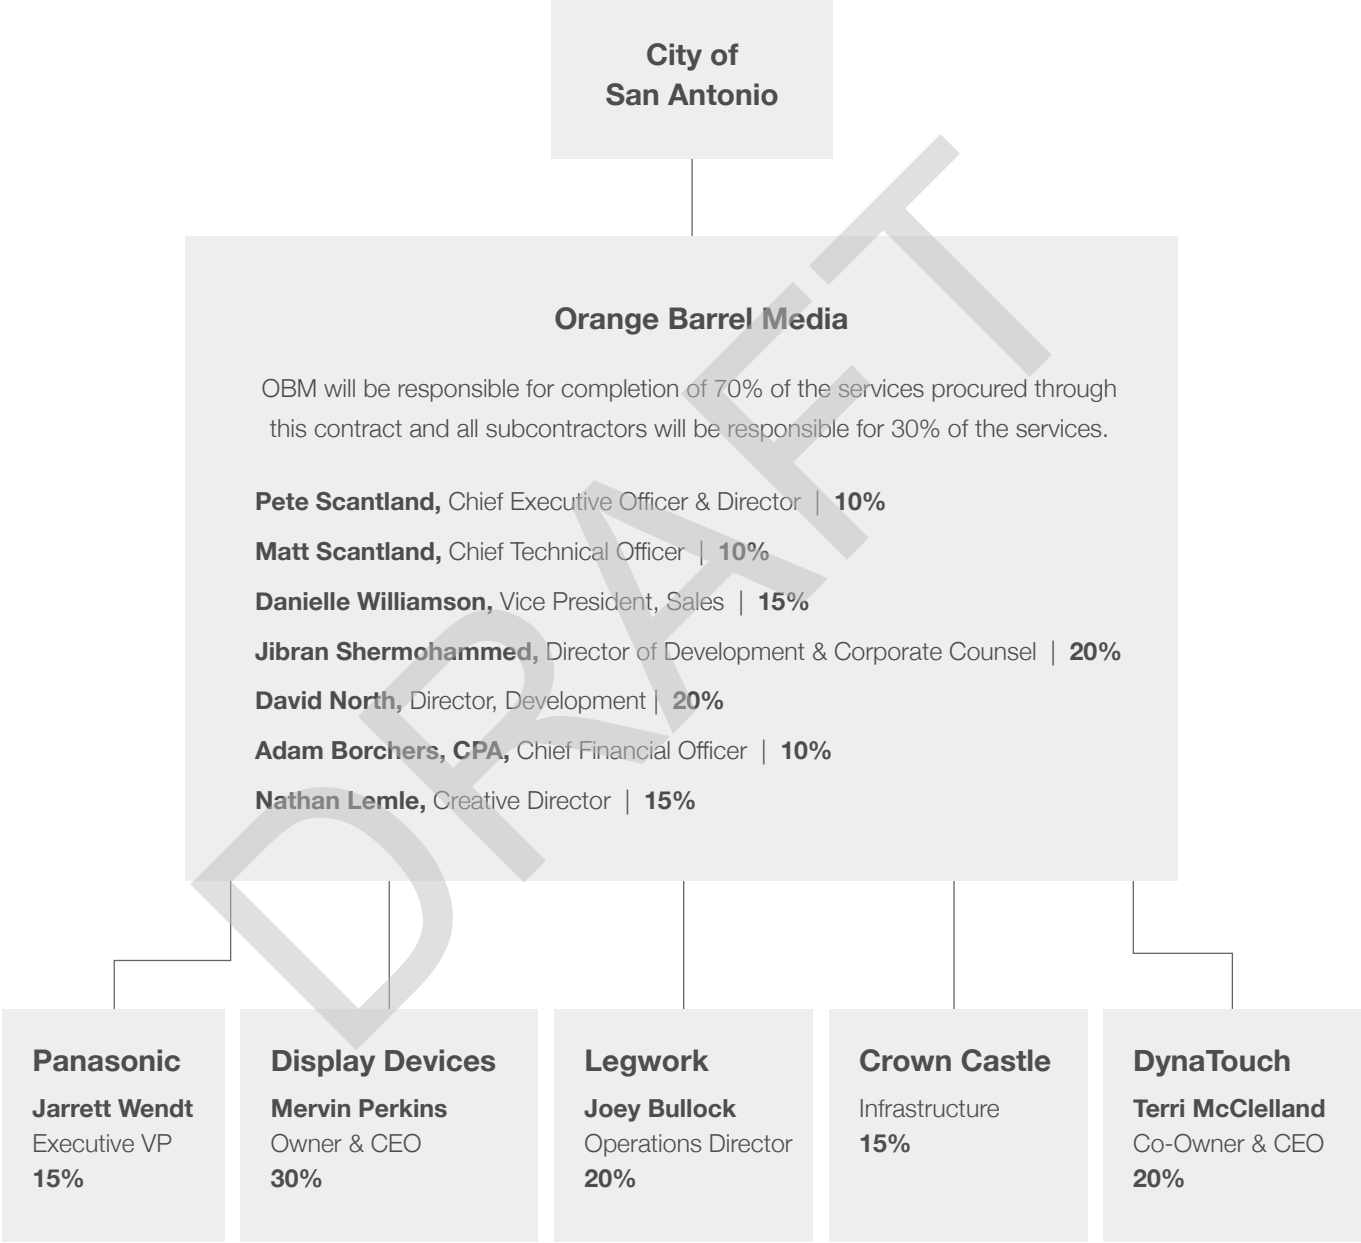 City of
San Antonio
Orange Barrel Media
OBM will be responsible for completion of 70% of the services procured through
this contract and all subcontractors will be responsible for 30% of the services.
Pete Scantland, Chief Executive Officer & Director | 10%
Matt Scantland, Chief Technical Officer | 10%
Danielle Williamson, Vice President, Sales | 15%
Jibran Shermohammed, Director of Development & Corporate Counsel | 20%
David North, Director, Development | 20%
Adam Borchers, CPA, Chief Financial Officer | 10%
Nathan Lemle, Creative Director | 15%
DRAFT
Panasonic
Jarrett Wendt
Executive VP
15%
Display Devices
Mervin Perkins
Owner & CEO
30%
Legwork
Joey Bullock
Operations Director
20%
Crown Castle
Infrastructure
15%
DynaTouch
Terri McClelland
Co-Owner & CEO
20%